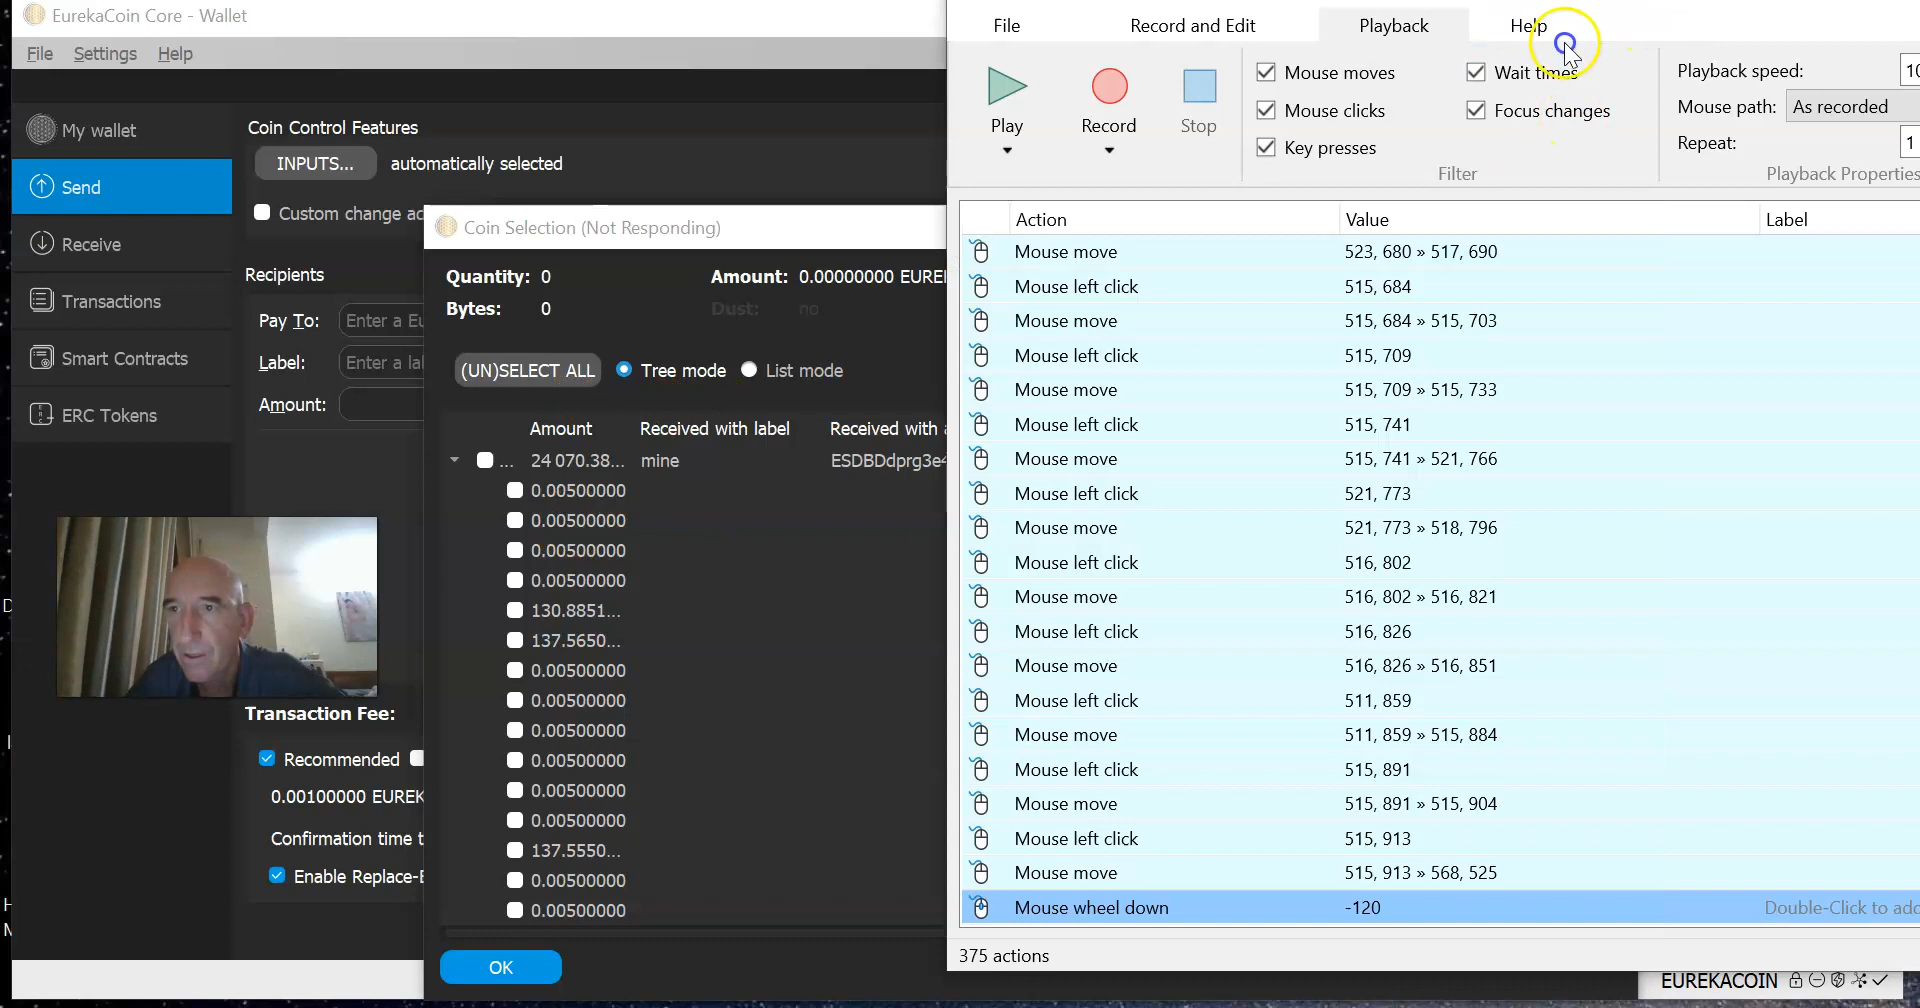 EurekaCoin Core - Wallet
File Settings Help
My wallet
Send
Receive
Transactions
Smart Contracts
ERC Tokens
Coin Control Features
INPUTS... automatically selected
Custom change ad
Recipients
Pay To: Enter a Eu
Label: Enter a lal
Amount:
Transaction Fee:
Recommended
0.00100000 EUREK
Confirmation time t
Enable Replace-B
Coin Selection (Not Responding)
Quantity: 0 Amount: 0.00000000 EUREI
Bytes: 0 Dust: no
(UN)SELECT ALL Tree mode List mode
Amount Received with label Received with a
... 24 070.38... mine ESDBDdprg3e4
0.00500000
0.00500000
0.00500000
0.00500000
130.8851...
137.5650...
0.00500000
0.00500000
0.00500000
0.00500000
0.00500000
0.00500000
137.5550...
0.00500000
0.00500000
OK
File Record and Edit Playback Help
Play Record Stop
Mouse moves Wait times
Mouse clicks Focus changes
Key presses
Filter
Playback speed: 10
Mouse path: As recorded
Repeat: 1
Playback Properties
Action Value Label
Mouse move 523, 680 » 517, 690
Mouse left click 515, 684
Mouse move 515, 684 » 515, 703
Mouse left click 515, 709
Mouse move 515, 709 » 515, 733
Mouse left click 515, 741
Mouse move 515, 741 » 521, 766
Mouse left click 521, 773
Mouse move 521, 773 » 518, 796
Mouse left click 516, 802
Mouse move 516, 802 » 516, 821
Mouse left click 516, 826
Mouse move 516, 826 » 516, 851
Mouse left click 511, 859
Mouse move 511, 859 » 515, 884
Mouse left click 515, 891
Mouse move 515, 891 » 515, 904
Mouse left click 515, 913
Mouse move 515, 913 » 568, 525
Mouse wheel down -120 Double-Click to add
375 actions
EUREKACOIN